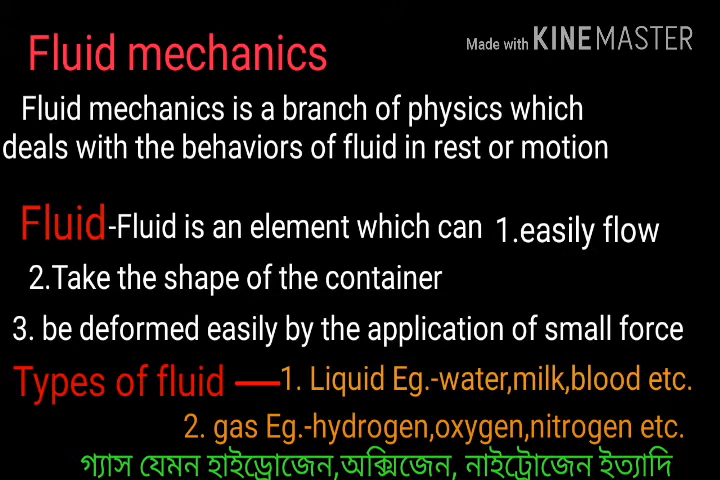 Fluid mechanics
Made with KINEMASTER
Fluid mechanics is a branch of physics which
deals with the behaviors of fluid in rest or motion
Fluid-Fluid is an element which can 1.easily flow
2.Take the shape of the container
3. be deformed easily by the application of small force
Types of fluid —1. Liquid Eg.-water,milk,blood etc.
2. gas Eg.-hydrogen,oxygen,nitrogen etc.
গ্যাস যেমন হাইড্রোজেন,অক্সিজেন, নাইট্রোজেন ইত্যাদি